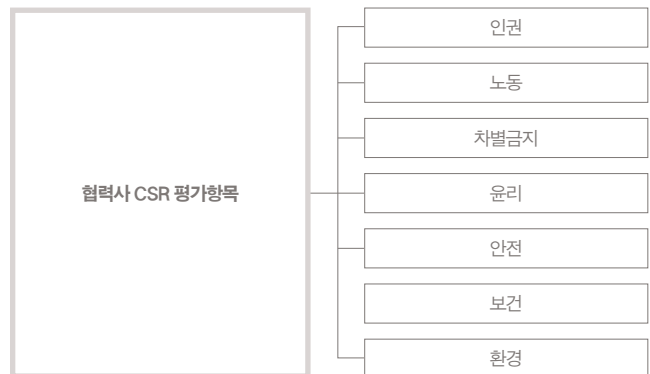 협력사 CSR 평가항목
인권
노동
차별금지
윤리
안전
보건
환경